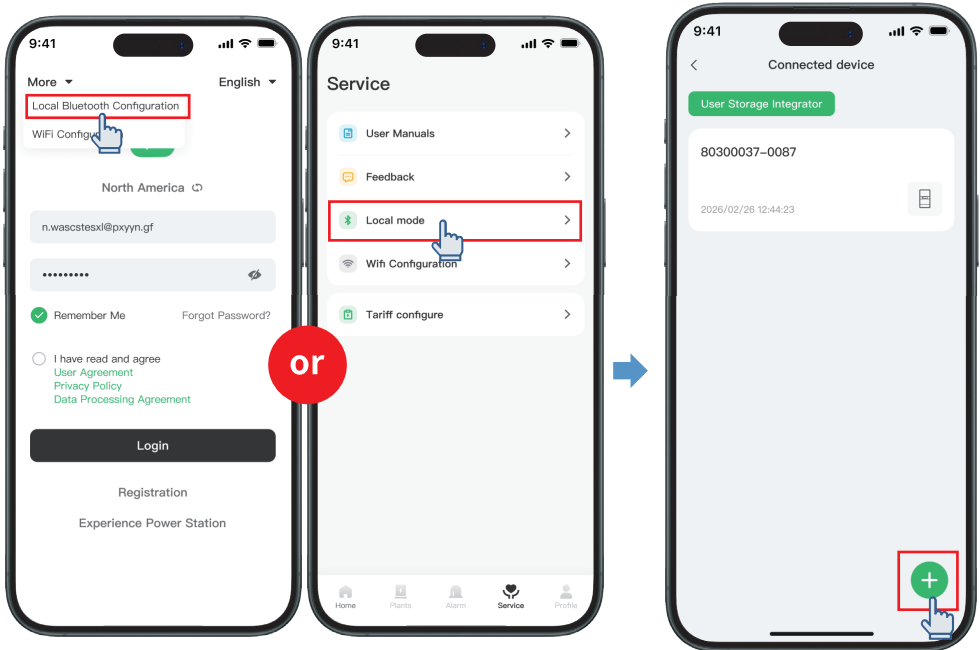 9:41
More
English
Local Bluetooth Configuration
WiFi Configu
North America
n.wascstesxl@pxyyn.gf
•••••••••
Remember Me
Forgot Password?
I have read and agree
User Agreement
Privacy Policy
Data Processing Agreement
Login
Registration
Experience Power Station
or
9:41
Service
User Manuals
Feedback
Local mode
Wifi Configuration
Tariff configure
Home
Plants
Alarm
Service
Profile
9:41
Connected device
User Storage Integrator
80300037-0087
2026/02/26 12:44:23